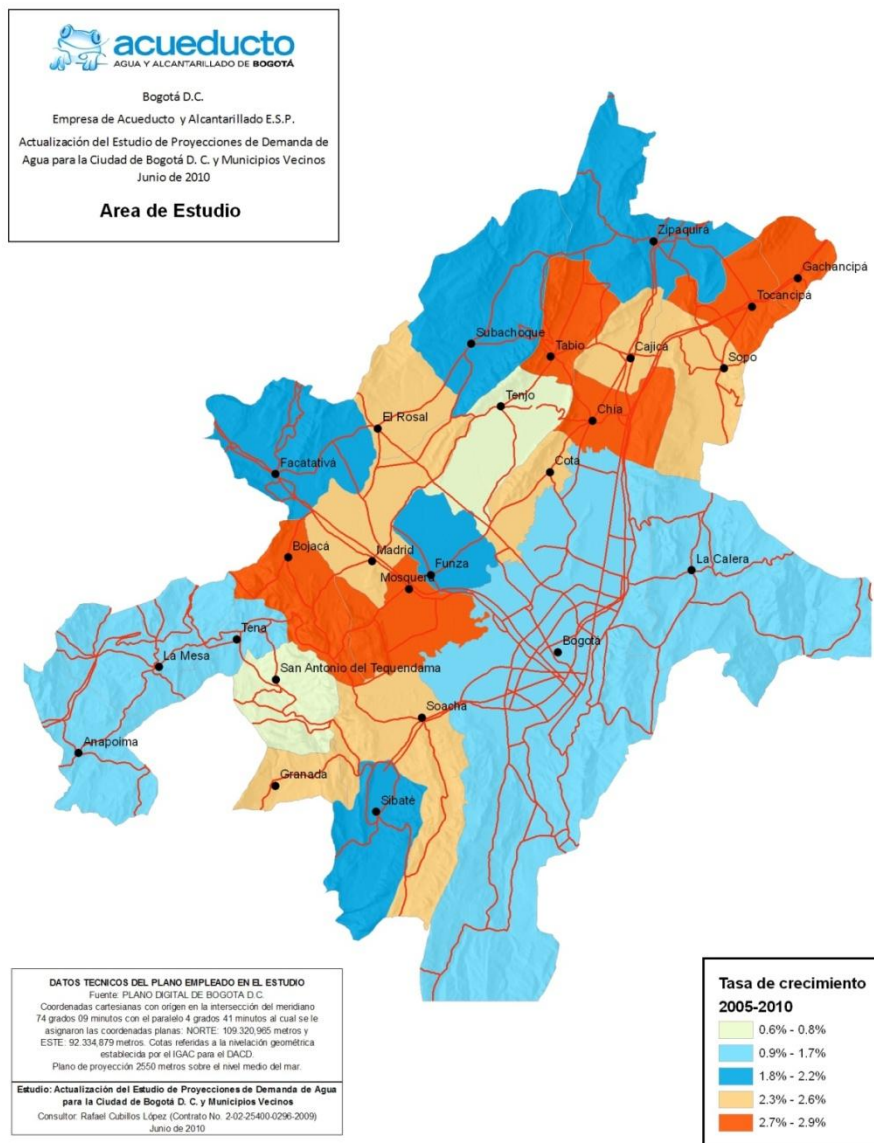 acueducto
AGUA Y ALCANTARILLADO DE BOGOTÁ
Bogotá D.C.
Empresa de Acueducto y Alcantarillado E.S.P.
Actualización del Estudio de Proyecciones de Demanda de
Agua para la Ciudad de Bogotá D. C. y Municipios Vecinos
Junio de 2010
Area de Estudio
Zipaquirá
Gachancipá
Tocancipá
Subachoque
Tabio
Cajicá
Sopo
Tenjo
Chía
El Rosal
Cota
Facatativá
Bojacá
Madrid
Funza
La Calera
Mosquera
Tena
Bogotá
La Mesa
San Antonio del Tequendama
Soacha
Anapoima
Granada
Sibaté
DATOS TECNICOS DEL PLANO EMPLEADO EN EL ESTUDIO
Fuente: PLANO DIGITAL DE BOGOTA D.C.
Coordenadas cartesianas con orígen en la intersección del meridiano
74 grados 09 minutos con el paralelo 4 grados 41 minutos al cual se le
asignaron las coordenadas planas: NORTE: 109.320,965 metros y
ESTE: 92.334,879 metros. Cotas referidas a la nivelación geométrica
establecida por el IGAC para el DACD.
Plano de proyección 2550 metros sobre el nivel medio del mar.
Estudio: Actualización del Estudio de Proyecciones de Demanda de Agua
para la Ciudad de Bogotá D. C. y Municipios Vecinos
Consultor: Rafael Cubillos López (Contrato No. 2-02-25400-0296-2009)
Junio de 2010
Tasa de crecimiento
2005-2010
0.6% - 0.8%
0.9% - 1.7%
1.8% - 2.2%
2.3% - 2.6%
2.7% - 2.9%